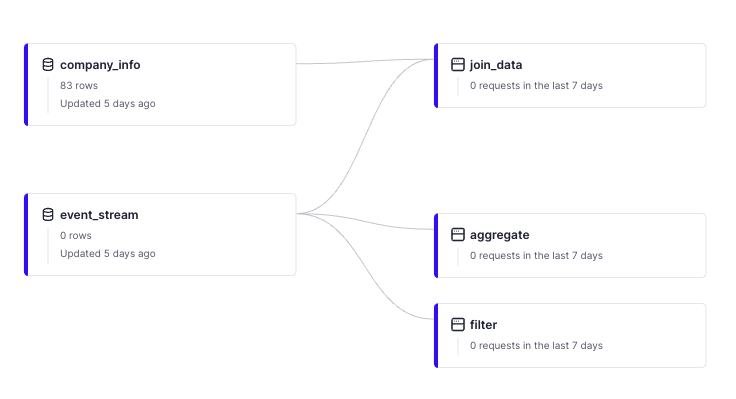 company_info
83 rows
Updated 5 days ago
event_stream
0 rows
Updated 5 days ago
join_data
0 requests in the last 7 days
aggregate
0 requests in the last 7 days
filter
0 requests in the last 7 days